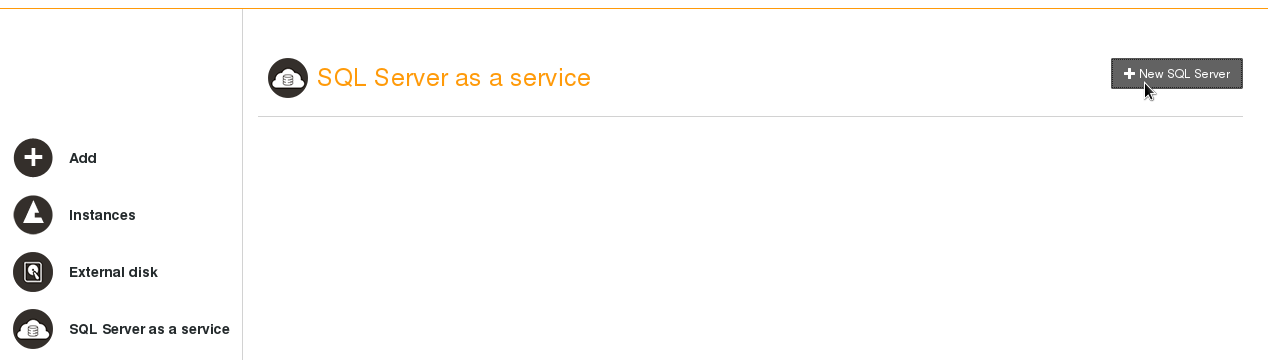 SQL Server as a service
New SQL Server
Add
Instances
External disk
SQL Server as a service